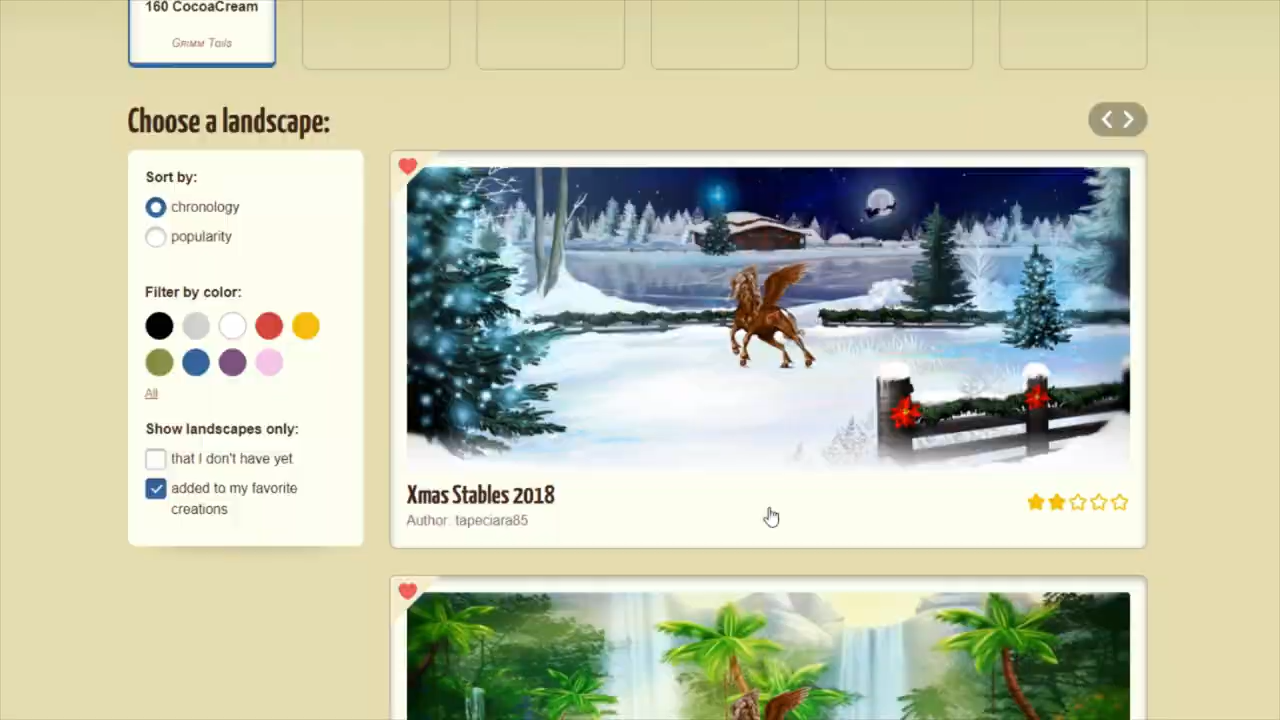 160 CocoaCream
Grimm Tails
Choose a landscape:
Sort by:
chronology
popularity
Filter by color:
All
Show landscapes only:
that I don't have yet
added to my favorite
creations
Xmas Stables 2018
Author: tapeciara85